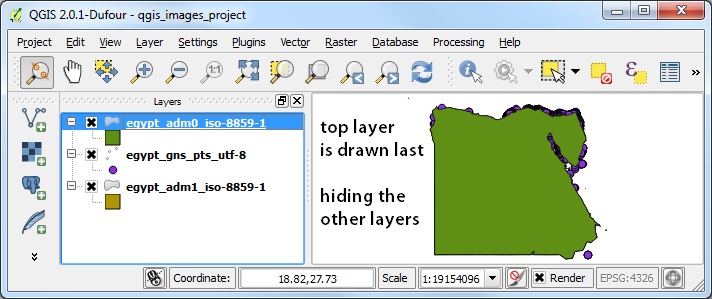 QGIS 2.0.1-Dufour - qgis_images_project
Project Edit View Layer Settings Plugins Vector Raster Database Processing Help
1:1
Layers
egypt_adm0_iso-8859-1
egypt_gns_pts_utf-8
egypt_adm1_iso-8859-1
top layer
is drawn last
hiding the
other layers
Coordinate: 18.82,27.73 Scale 1:19154096 Render EPSG:4326